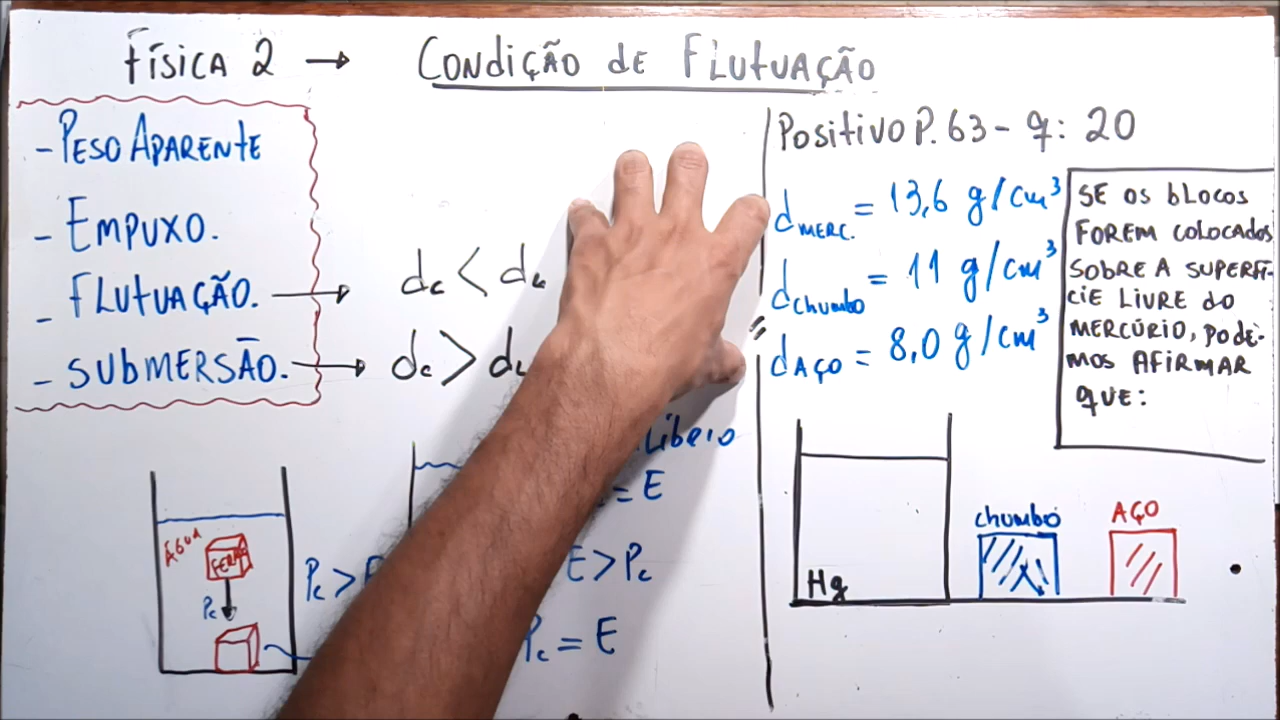 Física 2 → Condição de Flutuação
- Peso Aparente
- Empuxo.
- Flutuação. → dc <
- Submersão. → dc >
Água
Ferro
Pc
Pc >
= E
E > Pc
Pc = E
Positivo P. 63 - q: 20
dMERC. = 13,6 g/cm³
dChumbo = 11 g/cm³
dAÇO = 8,0 g/cm³
SE OS blOCOS
FOREM COLOCADOS
SOBRE A SUPERFÍ-
CIE LIVRE dO
MERCÚRIO, POdE-
MOS AFIRMAR
qUE:
Hg
Chumbo
AÇO